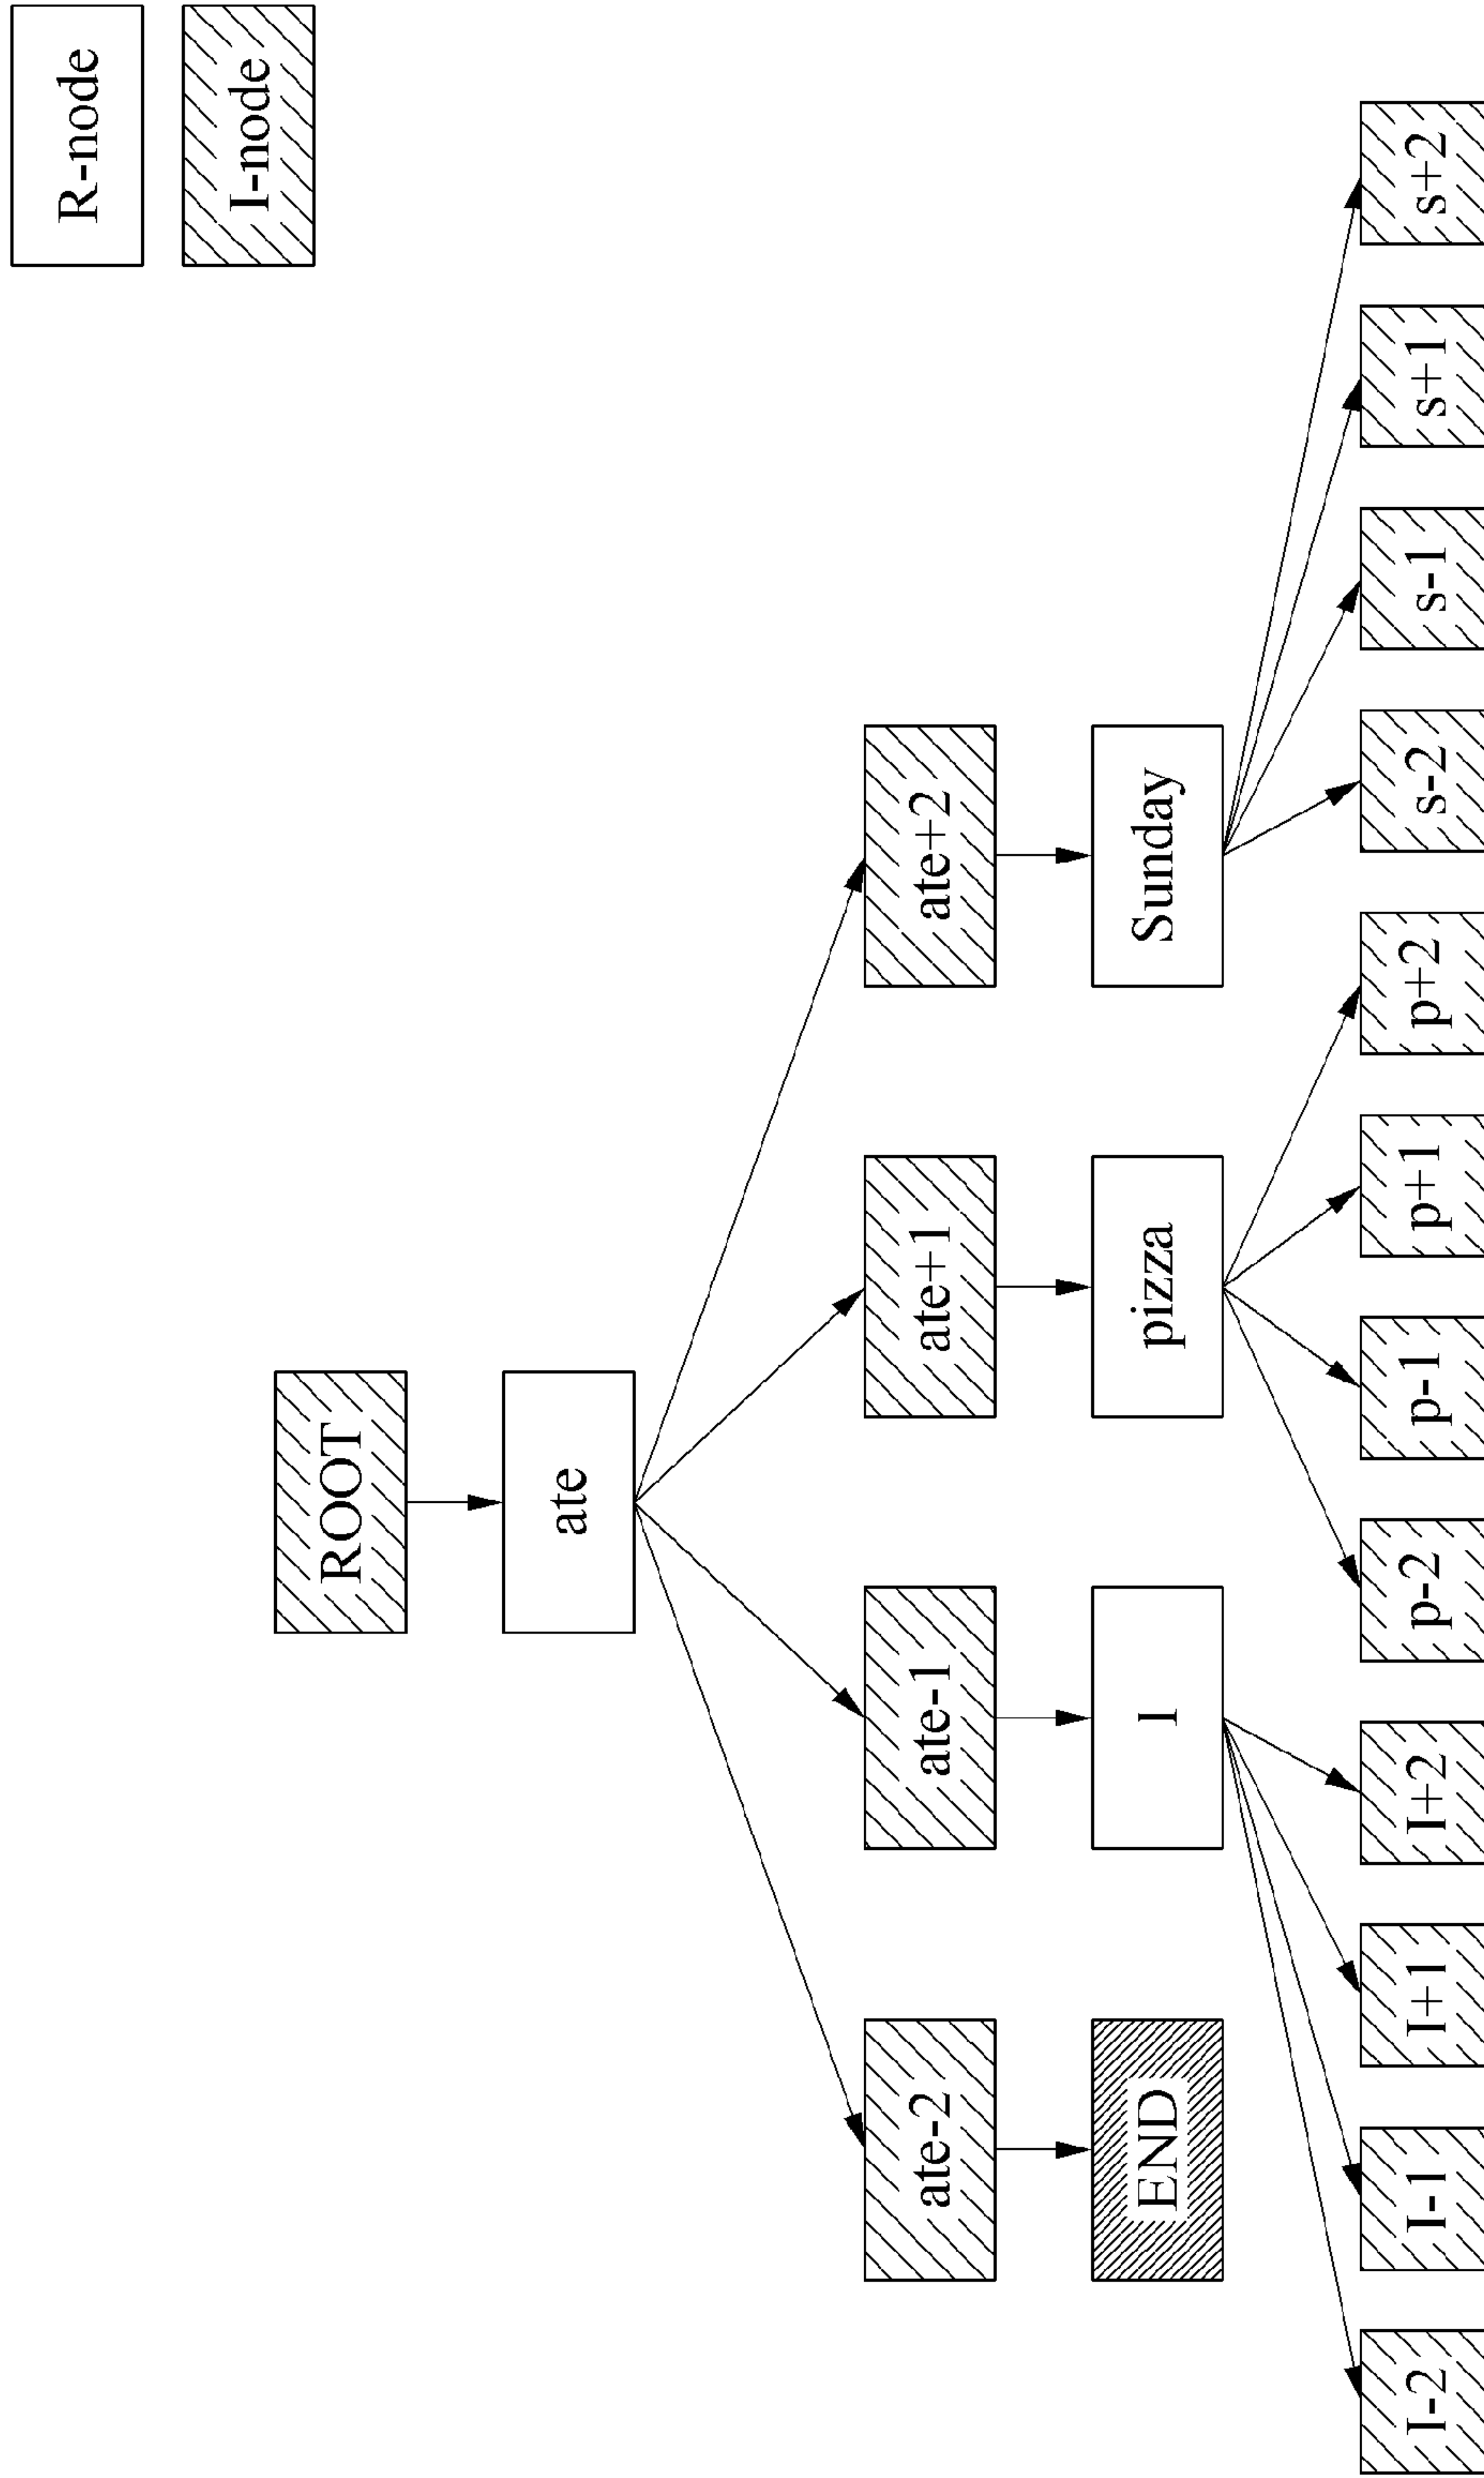 R-node
I-node
ROOT
ate
ate-2
ate-1
ate+1
ate+2
END
I
pizza
Sunday
I-2
I-1
I+1
I+2
p-2
p-1
p+1
p+2
s-2
s-1
s+1
s+2